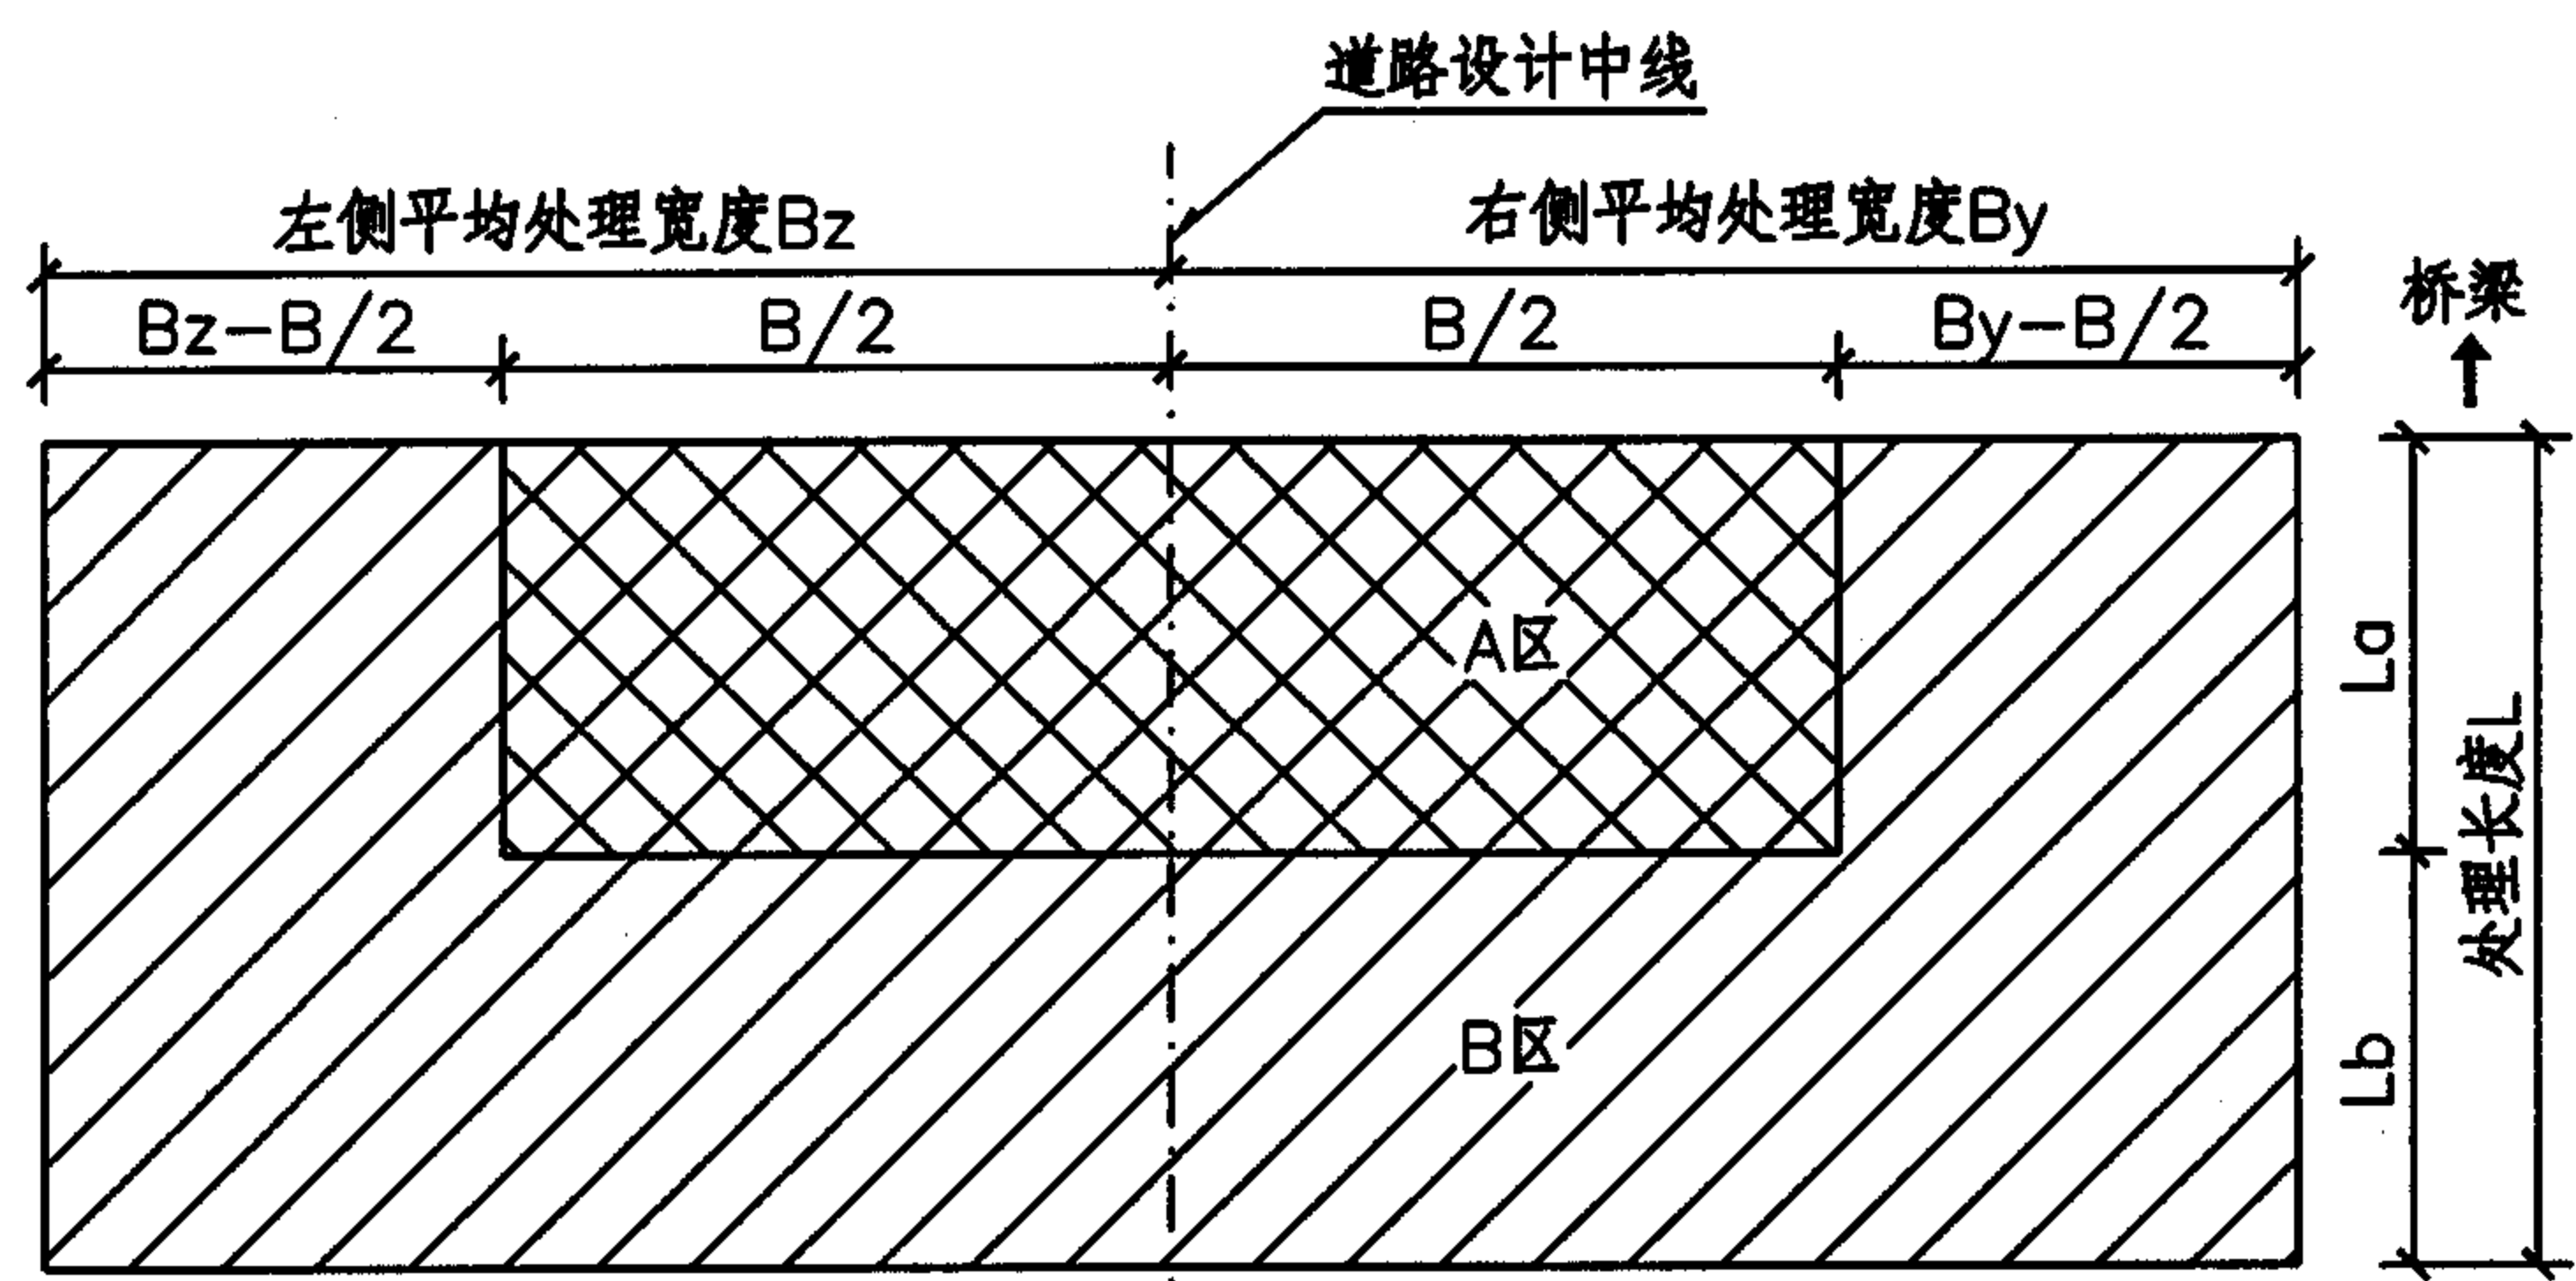 道路设计中线
左侧平均处理宽度Bz
右侧平均处理宽度By
桥梁
Bz-B/2
B/2
B/2
By-B/2
A区
La
处理长度L
B区
Lb